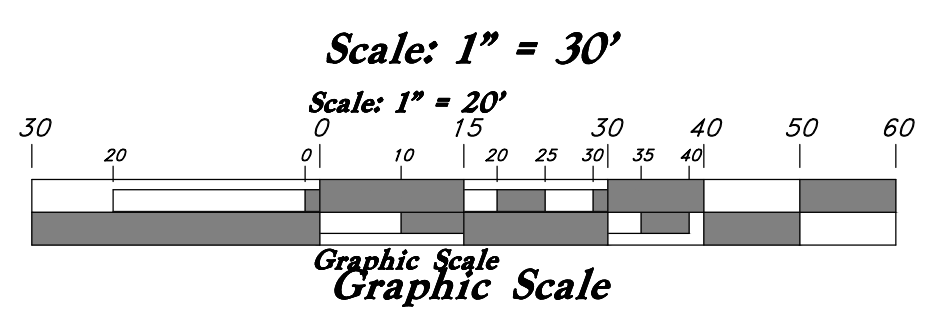 Scale: 1” = 30’
Scale: 1” = 20’
30 0 15 30 40 50 60
20 0 10 20 25 30 35 40
Graphic Scale
Graphic Scale